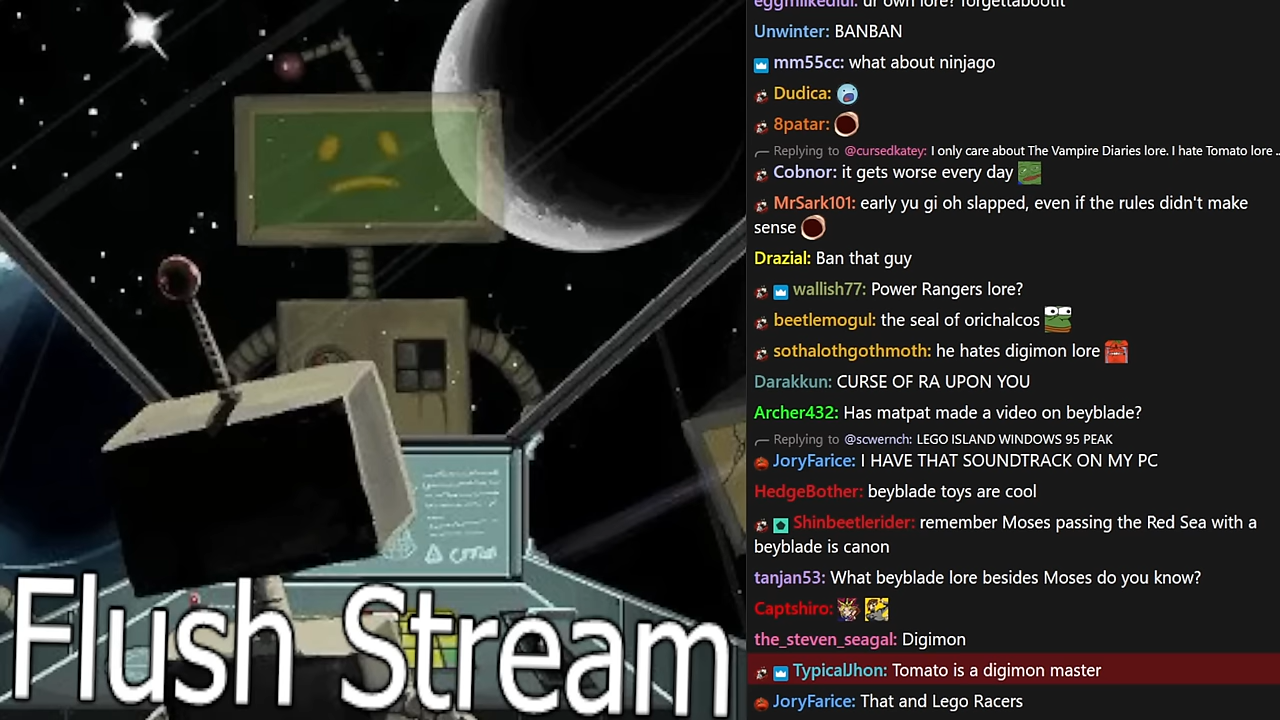 eggmilkedful: ur own lore? forgettaboutit
Unwinter: BANBAN
mm55cc: what about ninjago
Dudica:
8patar:
Replying to @cursedkatey: I only care about The Vampire Diaries lore. I hate Tomato lore ..
Cobnor: it gets worse every day
MrSark101: early yu gi oh slapped, even if the rules didn't make
sense
Drazial: Ban that guy
wallish77: Power Rangers lore?
beetlemogul: the seal of orichalcos
sothalothgothmoth: he hates digimon lore
Darakkun: CURSE OF RA UPON YOU
Archer432: Has matpat made a video on beyblade?
Replying to @scwernch: LEGO ISLAND WINDOWS 95 PEAK
JoryFarice: I HAVE THAT SOUNDTRACK ON MY PC
HedgeBother: beyblade toys are cool
Shinbeetlerider: remember Moses passing the Red Sea with a
beyblade is canon
tanjan53: What beyblade lore besides Moses do you know?
Captshiro:
the_steven_seagal: Digimon
TypicalJhon: Tomato is a digimon master
JoryFarice: That and Lego Racers
Flush Stream